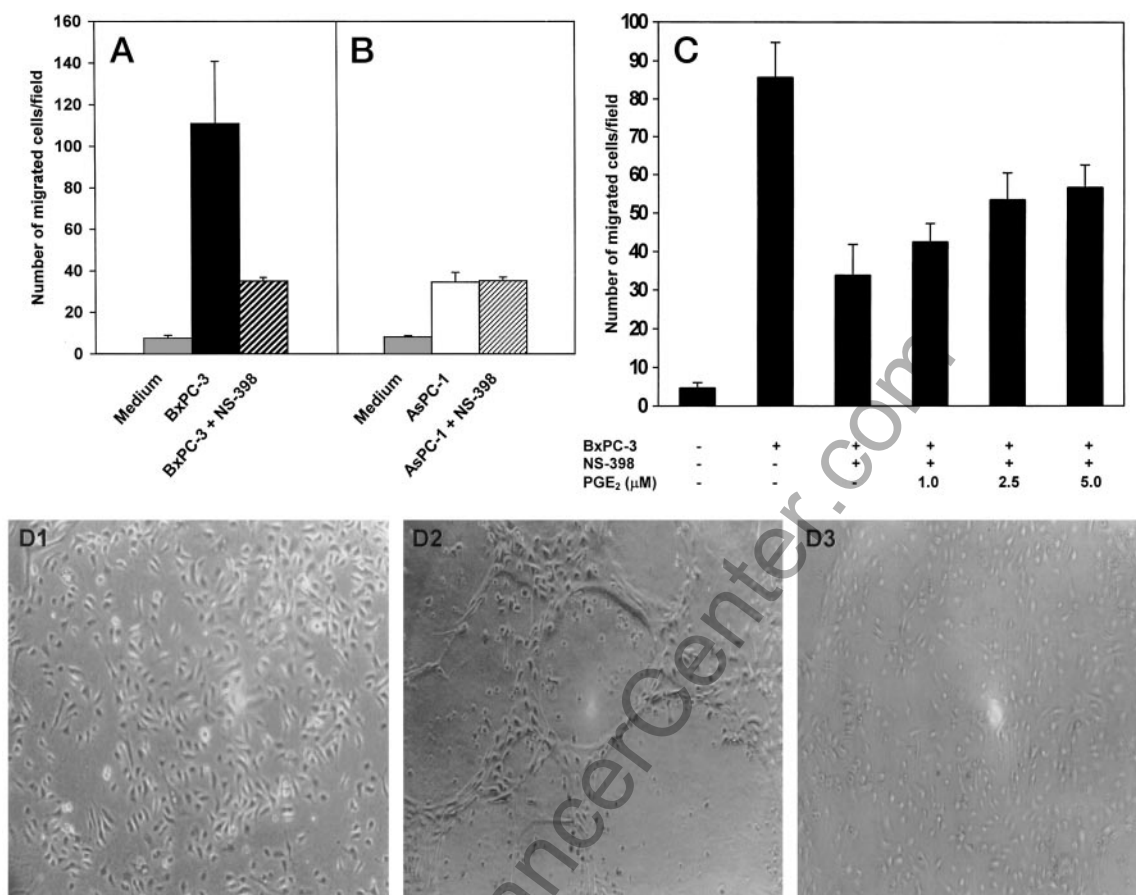 A
B
Number of migrated cells/field
160
140
120
100
80
60
40
20
0
Medium
BxPC-3
BxPC-3 + NS-398
Medium
AsPC-1
AsPC-1 + NS-398
C
Number of migrated cells/field
100
90
80
70
60
50
40
30
20
10
0
BxPC-3 - + + + + +
NS-398 - - + + + +
PGE₂ (μM) - - - 1.0 2.5 5.0
D1
D2
D3
ancerCenter.com